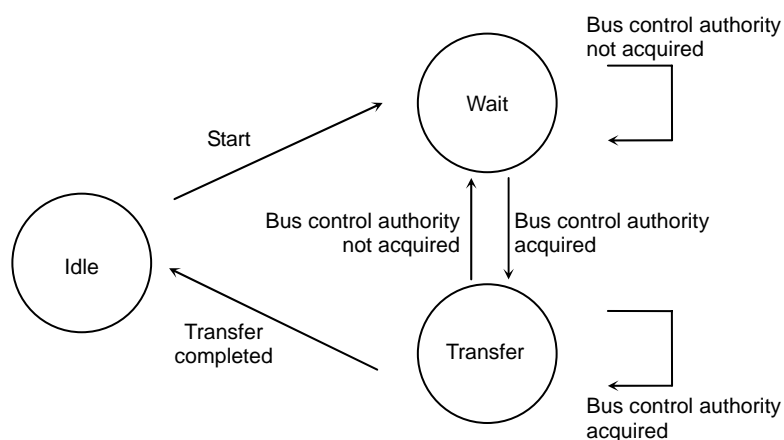 Bus control authority
not acquired
Wait
Start
Bus control authority
not acquired
Bus control authority
acquired
Idle
Transfer
completed
Transfer
Bus control authority
acquired